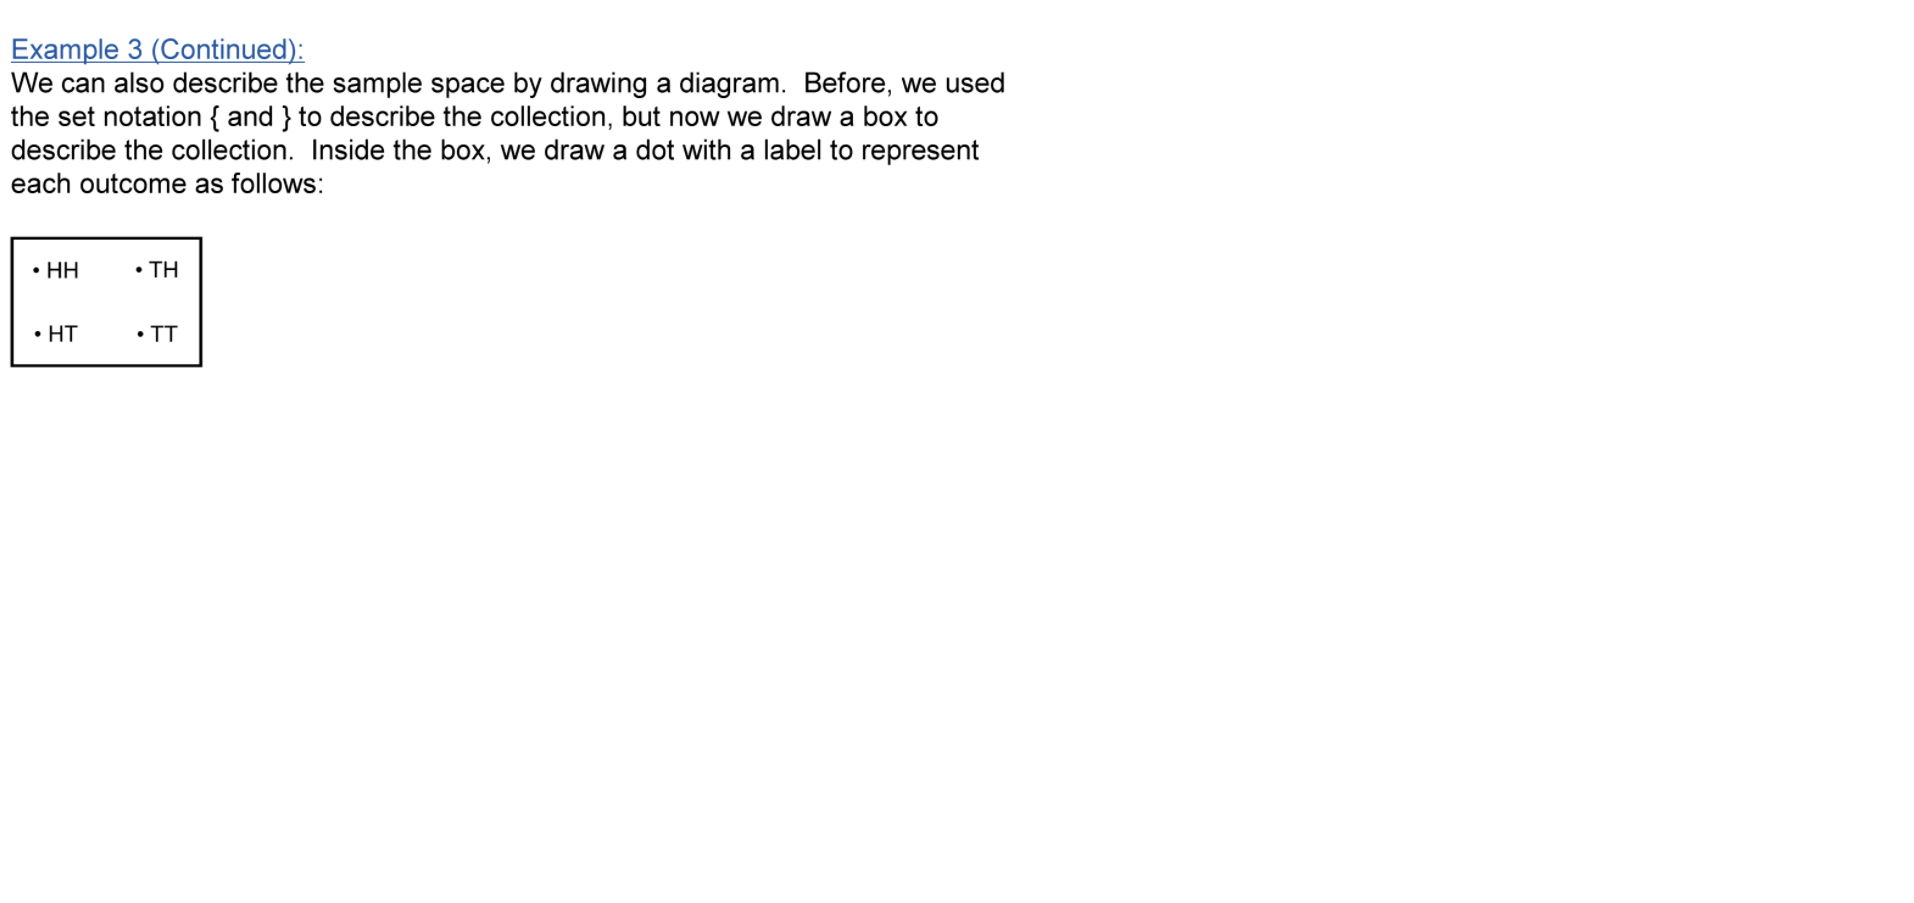 Example 3 (Continued):
We can also describe the sample space by drawing a diagram.  Before, we used
the set notation { and } to describe the collection, but now we draw a box to
describe the collection.  Inside the box, we draw a dot with a label to represent
each outcome as follows:
• HH • TH
• HT • TT